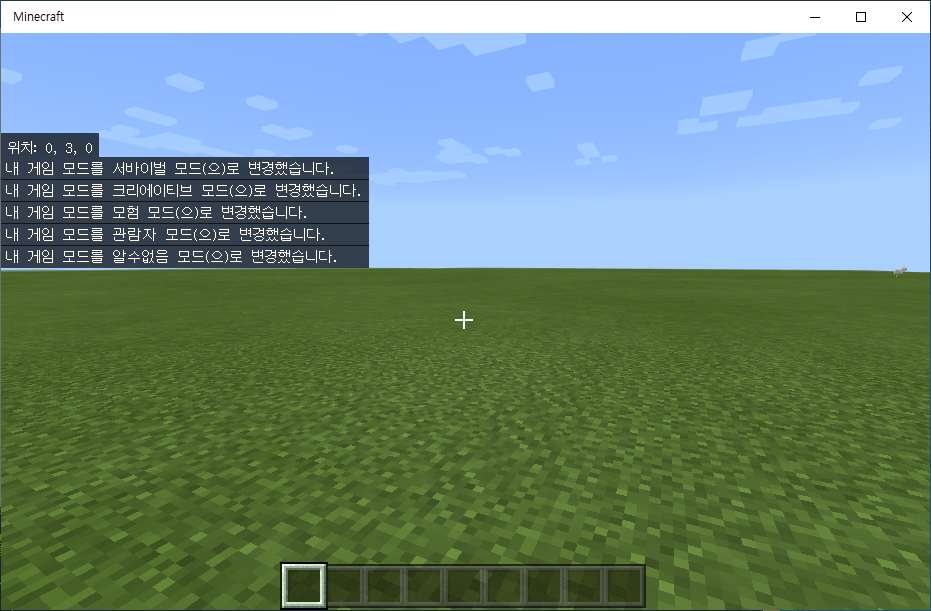 Minecraft
위치: 0, 3, 0
내 게임 모드를 서바이벌 모드(으)로 변경했습니다.
내 게임 모드를 크리에이티브 모드(으)로 변경했습니다.
내 게임 모드를 모험 모드(으)로 변경했습니다.
내 게임 모드를 관람자 모드(으)로 변경했습니다.
내 게임 모드를 알수없음 모드(으)로 변경했습니다.